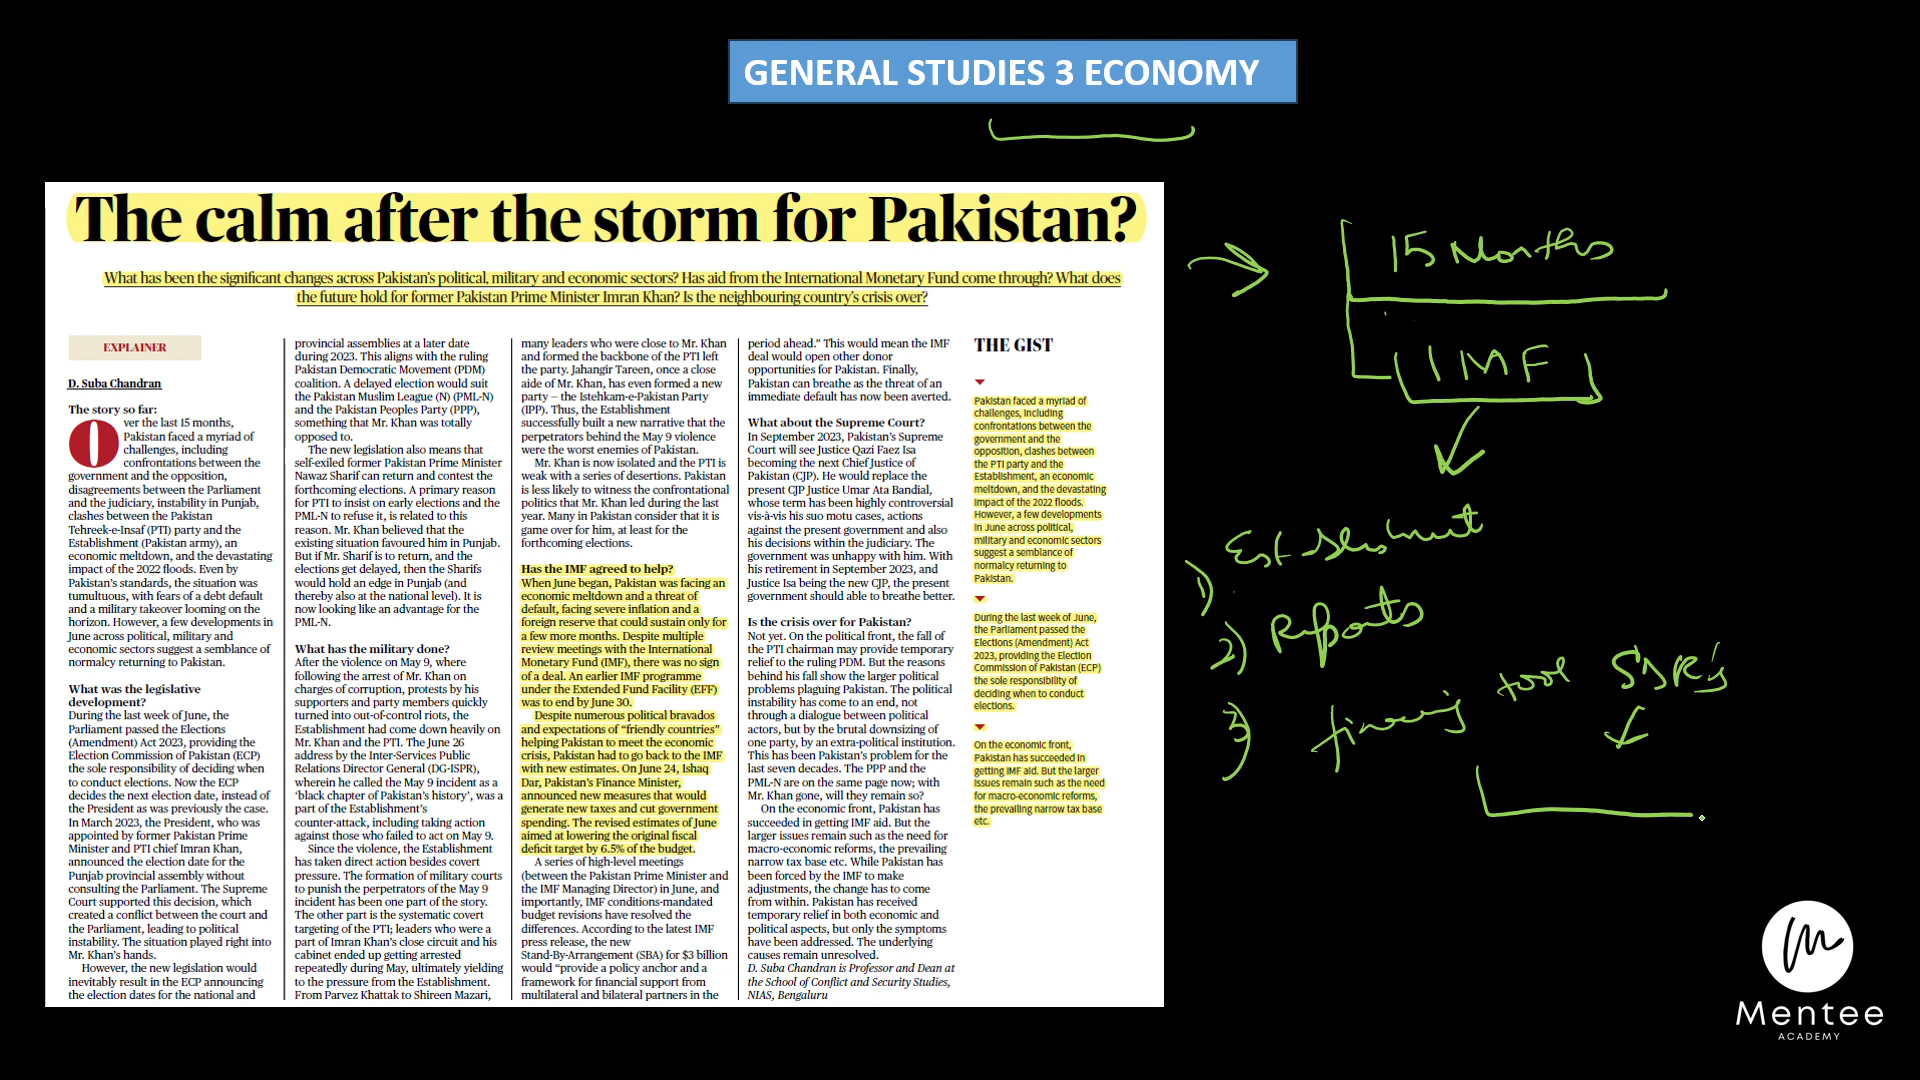 GENERAL STUDIES 3 ECONOMY
The calm after the storm for Pakistan?
What has been the significant changes across Pakistan's political, military and economic sectors? Has aid from the International Monetary Fund come through? What does
the future hold for former Pakistan Prime Minister Imran Khan? Is the neighbouring country's crisis over?
EXPLAINER
D. Suba Chandran
The story so far:
Over the last 15 months,
Pakistan faced a myriad of
challenges, including
confrontations between the
government and the opposition,
disagreements between the Parliament
and the judiciary, instability in Punjab,
clashes between the Pakistan
Tehreek-e-Insaf (PTI) party and the
Establishment (Pakistan army), an
economic meltdown, and the devastating
impact of the 2022 floods. Even by
Pakistan's standards, the situation was
tumultuous, with fears of a debt default
and a military takeover looming on the
horizon. However, a few developments in
June across political, military and
economic sectors suggest a semblance of
normalcy returning to Pakistan.
What was the legislative
development?
During the last week of June, the
Parliament passed the Elections
(Amendment) Act 2023, providing the
Election Commission of Pakistan (ECP)
the sole responsibility of deciding when
to conduct elections. Now the ECP
decides the next election date, instead of
the President as was previously the case.
In March 2023, the President, who was
appointed by former Pakistan Prime
Minister and PTI chief Imran Khan,
announced the election date for the
Punjab provincial assembly without
consulting the Parliament. The Supreme
Court supported this decision, which
created a conflict between the court and
the Parliament, leading to political
instability. The situation played right into
Mr. Khan's hands.
However, the new legislation would
inevitably result in the ECP announcing
the election dates for the national and
provincial assemblies at a later date
during 2023. This aligns with the ruling
Pakistan Democratic Movement (PDM)
coalition. A delayed election would suit
the Pakistan Muslim League (N) (PML-N)
and the Pakistan Peoples Party (PPP),
something that Mr. Khan was totally
opposed to.
The new legislation also means that
self-exiled former Pakistan Prime Minister
Nawaz Sharif can return and contest the
forthcoming elections. A primary reason
for PTI to insist on early elections and the
PML-N to refuse it, is related to this
reason. Mr. Khan believed that the
existing situation favoured him in Punjab.
But if Mr. Sharif is to return, and the
elections get delayed, then the Sharifs
would hold an edge in Punjab (and
thereby also at the national level). It is
now looking like an advantage for the
PML-N.
What has the military done?
After the violence on May 9, where
following the arrest of Mr. Khan on
charges of corruption, protests by his
supporters and party members quickly
turned into out-of-control riots, the
Establishment had come down heavily on
Mr. Khan and the PTI. The June 26
address by the Inter-Services Public
Relations Director General (DG-ISPR),
wherein he called the May 9 incident as a
'black chapter of Pakistan's history', was a
part of the Establishment's
counter-attack, including taking action
against those who failed to act on May 9.
Since the violence, the Establishment
has taken direct action besides covert
pressure. The formation of military courts
to punish the perpetrators of the May 9
incident has been one part of the story.
The other part is the systematic covert
targeting of the PTI; leaders who were a
part of Imran Khan's close circuit and his
cabinet ended up getting arrested
repeatedly during May, ultimately yielding
to the pressure from the Establishment.
From Parvez Khattak to Shireen Mazari,
many leaders who were close to Mr. Khan
and formed the backbone of the PTI left
the party. Jahangir Tareen, once a close
aide of Mr. Khan, has even formed a new
party – the Istehkam-e-Pakistan Party
(IPP). Thus, the Establishment
successfully built a new narrative that the
perpetrators behind the May 9 violence
were the worst enemies of Pakistan.
Mr. Khan is now isolated and the PTI is
weak with a series of desertions. Pakistan
is less likely to witness the confrontational
politics that Mr. Khan led during the last
year. Many in Pakistan consider that it is
game over for him, at least for the
forthcoming elections.
Has the IMF agreed to help?
When June began, Pakistan was facing an
economic meltdown and a threat of
default, facing severe inflation and a
foreign reserve that could sustain only for
a few more months. Despite multiple
review meetings with the International
Monetary Fund (IMF), there was no sign
of a deal. An earlier IMF programme
under the Extended Fund Facility (EFF)
was to end by June 30.
Despite numerous political bravados
and expectations of "friendly countries"
helping Pakistan to meet the economic
crisis, Pakistan had to go back to the IMF
with new estimates. On June 24, Ishaq
Dar, Pakistan's Finance Minister,
announced new measures that would
generate new taxes and cut government
spending. The revised estimates of June
aimed at lowering the original fiscal
deficit target by 6.5% of the budget.
A series of high-level meetings
(between the Pakistan Prime Minister and
the IMF Managing Director) in June, and
importantly, IMF conditions-mandated
budget revisions have resolved the
differences. According to the latest IMF
press release, the new
Stand-By-Arrangement (SBA) for $3 billion
would "provide a policy anchor and a
framework for financial support from
multilateral and bilateral partners in the
period ahead." This would mean the IMF
deal would open other donor
opportunities for Pakistan. Finally,
Pakistan can breathe as the threat of an
immediate default has now been averted.
What about the Supreme Court?
In September 2023, Pakistan's Supreme
Court will see Justice Qazi Faez Isa
becoming the next Chief Justice of
Pakistan (CJP). He would replace the
present CJP Justice Umar Ata Bandial,
whose term has been highly controversial
vis-à-vis his suo motu cases, actions
against the present government and also
his decisions within the judiciary. The
government was unhappy with him. With
his retirement in September 2023, and
Justice Isa being the new CJP, the present
government should able to breathe better.
Is the crisis over for Pakistan?
Not yet. On the political front, the fall of
the PTI chairman may provide temporary
relief to the ruling PDM. But the reasons
behind his fall show the larger political
problems plaguing Pakistan. The political
instability has come to an end, not
through a dialogue between political
actors, but by the brutal downsizing of
one party, by an extra-political institution.
This has been Pakistan's problem for the
last seven decades. The PPP and the
PML-N are on the same page now; with
Mr. Khan gone, will they remain so?
On the economic front, Pakistan has
succeeded in getting IMF aid. But the
larger issues remain such as the need for
macro-economic reforms, the prevailing
narrow tax base etc. While Pakistan has
been forced by the IMF to make
adjustments, the change has to come
from within. Pakistan has received
temporary relief in both economic and
political aspects, but only the symptoms
have been addressed. The underlying
causes remain unresolved.
D. Suba Chandran is Professor and Dean at
the School of Conflict and Security Studies,
NIAS, Bengaluru
THE GIST
Pakistan faced a myriad of
challenges, including
confrontations between the
government and the
opposition, clashes between
the PTI party and the
Establishment, an economic
meltdown, and the devastating
impact of the 2022 floods.
However, a few developments
in June across political,
military and economic sectors
suggest a semblance of
normalcy returning to
Pakistan.
During the last week of June,
the Parliament passed the
Elections (Amendment) Act
2023, providing the Election
Commission of Pakistan (ECP)
the sole responsibility of
deciding when to conduct
elections.
On the economic front,
Pakistan has succeeded in
getting IMF aid. But the larger
issues remain such as the need
for macro-economic reforms,
the prevailing narrow tax base
etc.
15 Months
IMF
1)
2) Reports
3) tool SDR's
Mentee
ACADEMY